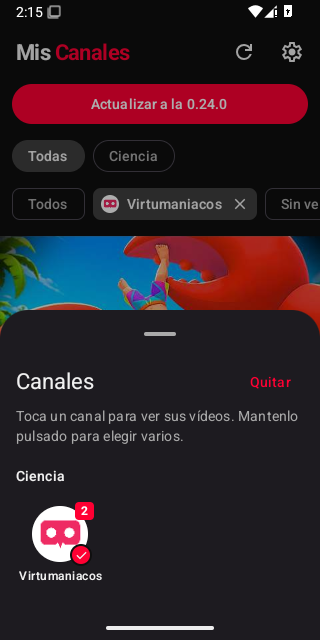 2:15
Mis Canales
Actualizar a la 0.24.0
Todas
Ciencia
Todos
Virtumaniacos
Sin ve
Canales
Quitar
Toca un canal para ver sus vídeos. Mantenlo
pulsado para elegir varios.
Ciencia
2
Virtumaniacos